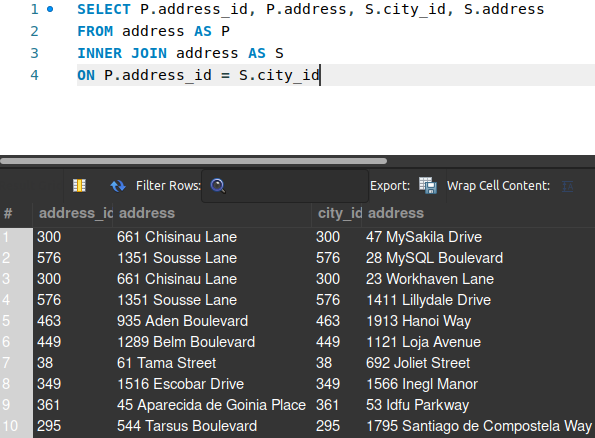 1 SELECT P.address_id, P.address, S.city_id, S.address
2 FROM address AS P
3 INNER JOIN address AS S
4 ON P.address_id = S.city_id
Filter Rows: Export: Wrap Cell Content:
# address_id address city_id address
1 300 661 Chisinau Lane 300 47 MySakila Drive
2 576 1351 Sousse Lane 576 28 MySQL Boulevard
3 300 661 Chisinau Lane 300 23 Workhaven Lane
4 576 1351 Sousse Lane 576 1411 Lillydale Drive
5 463 935 Aden Boulevard 463 1913 Hanoi Way
6 449 1289 Belm Boulevard 449 1121 Loja Avenue
7 38 61 Tama Street 38 692 Joliet Street
8 349 1516 Escobar Drive 349 1566 Inegl Manor
9 361 45 Aparecida de Goinia Place 361 53 Idfu Parkway
10 295 544 Tarsus Boulevard 295 1795 Santiago de Compostela Way